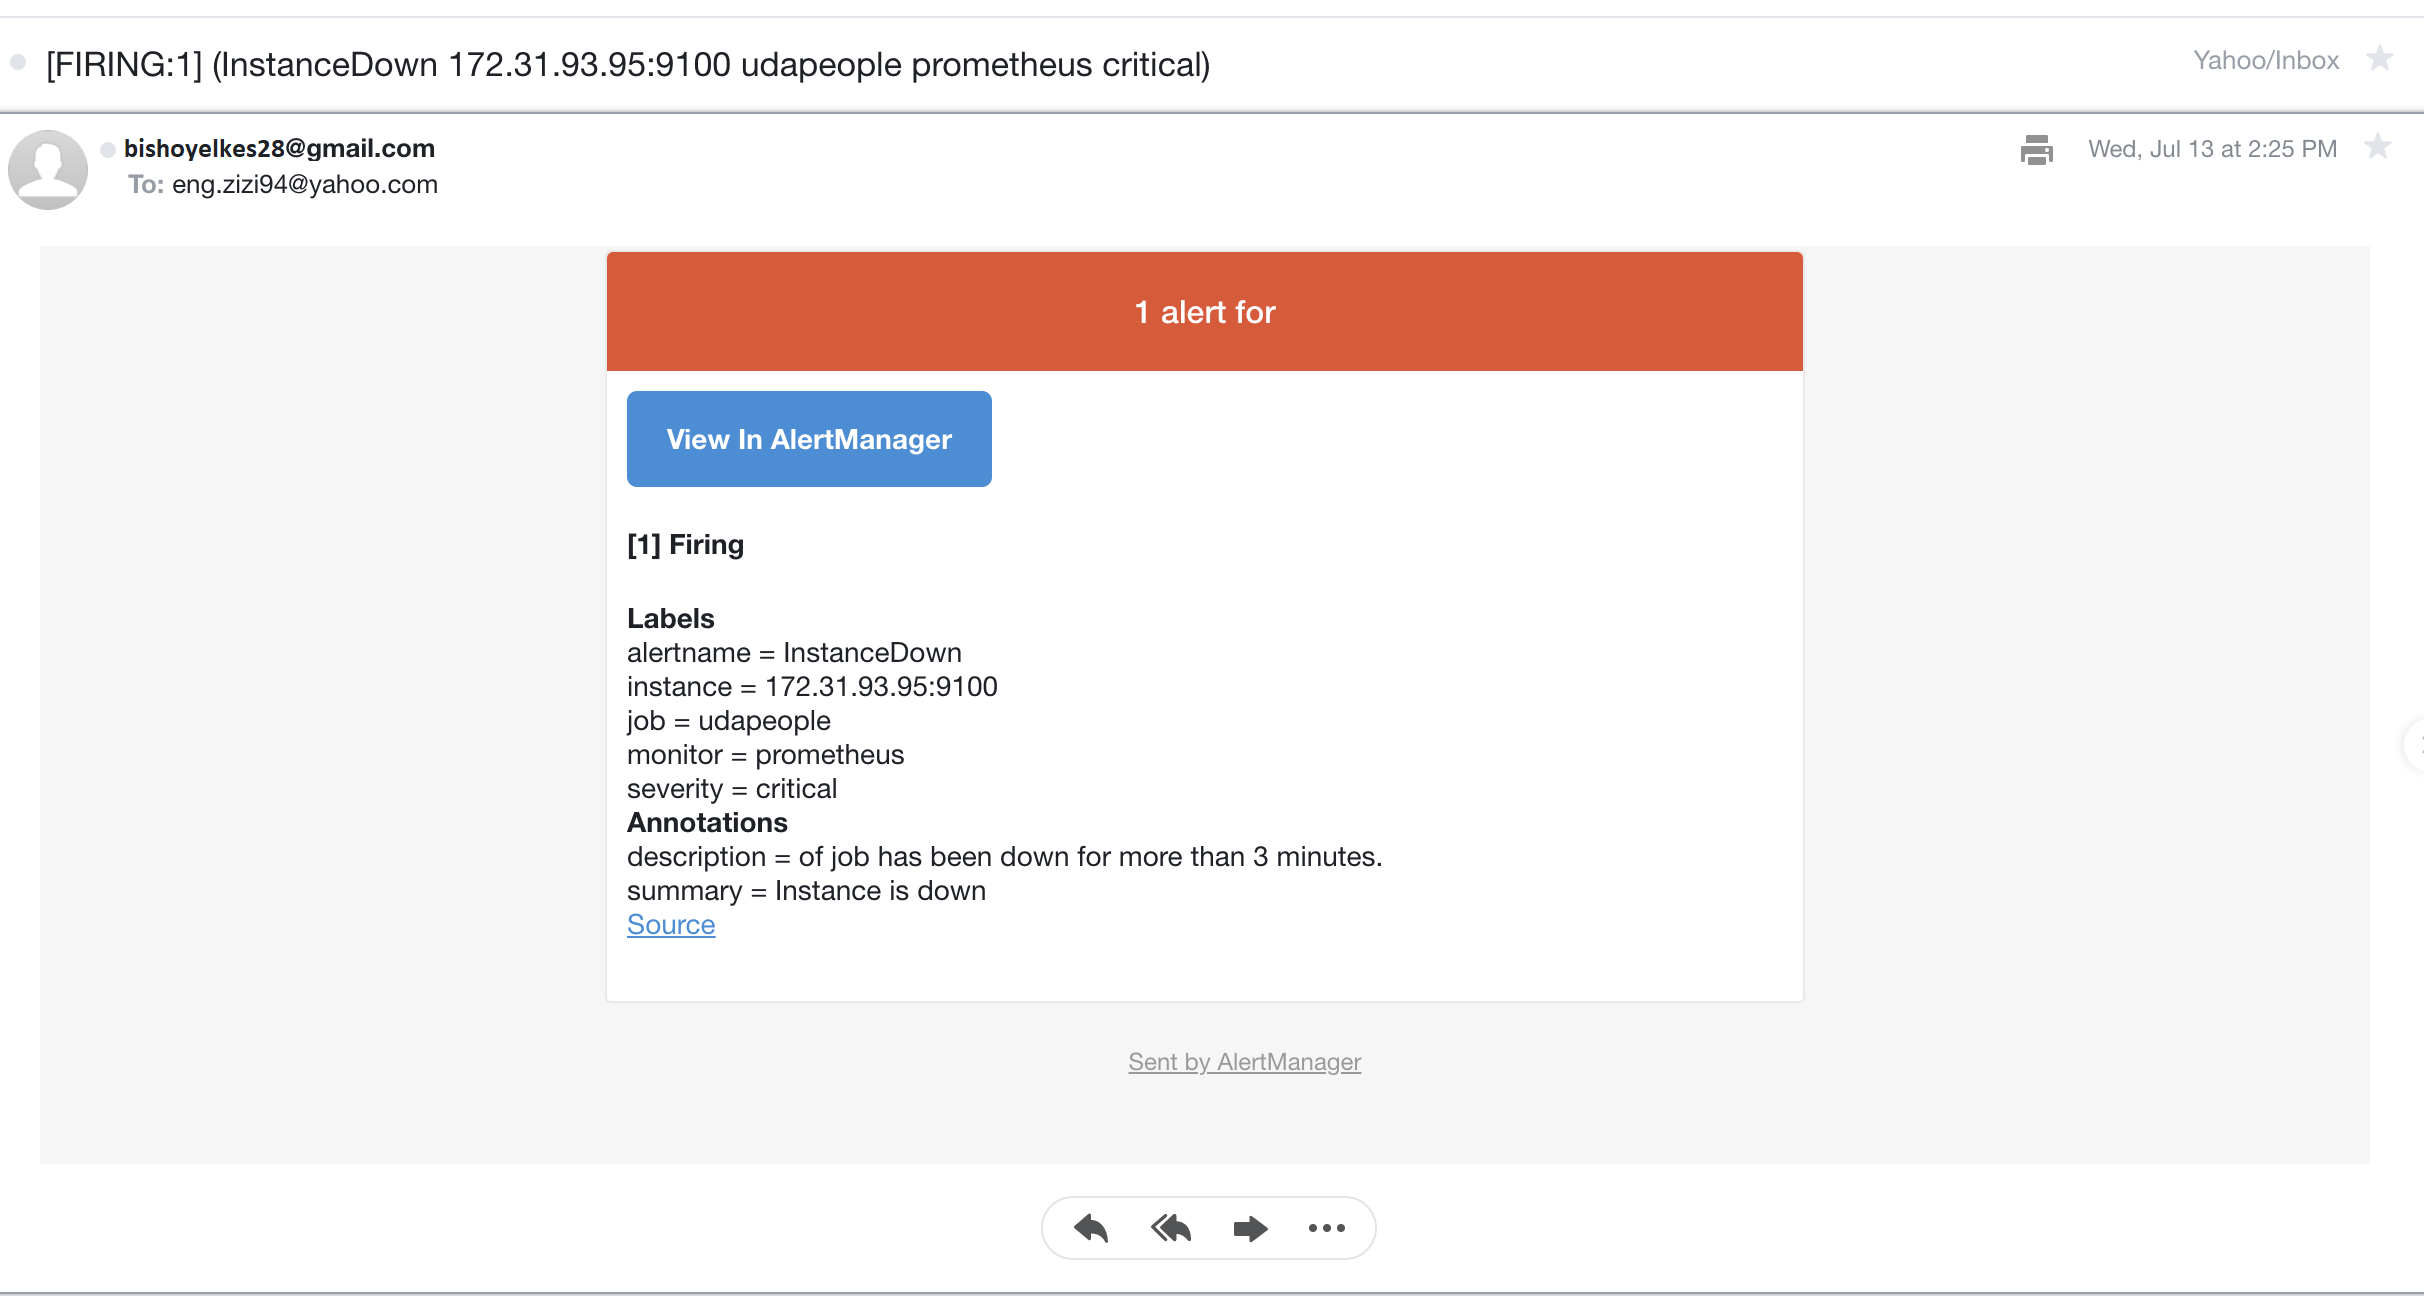 [FIRING:1] (InstanceDown 172.31.93.95:9100 udapeople prometheus critical)
Yahoo/Inbox
bishoyelkes28@gmail.com
Wed, Jul 13 at 2:25 PM
To: eng.zizi94@yahoo.com
1 alert for
View In AlertManager
[1] Firing
Labels
alertname = InstanceDown
instance = 172.31.93.95:9100
job = udapeople
monitor = prometheus
severity = critical
Annotations
description = of job has been down for more than 3 minutes.
summary = Instance is down
Source
Sent by AlertManager